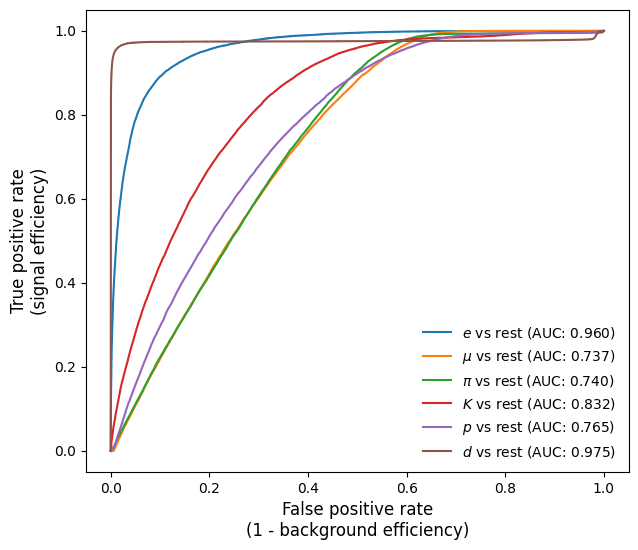 True positive rate
(signal efficiency)
1.0
0.8
0.6
0.4
0.2
0.0
e vs rest (AUC: 0.960)
μ vs rest (AUC: 0.737)
π vs rest (AUC: 0.740)
K vs rest (AUC: 0.832)
p vs rest (AUC: 0.765)
d vs rest (AUC: 0.975)
0.0 0.2 0.4 0.6 0.8 1.0
False positive rate
(1 - background efficiency)